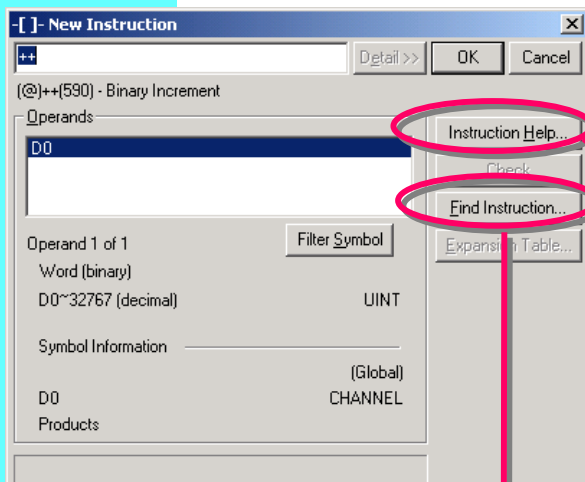 -[ ]- New Instruction
++
Detail >>
OK
Cancel
(@)++(590) - Binary Increment
Operands
D0
Instruction Help...
Check
Find Instruction...
Expansion Table...
Operand 1 of 1
Filter Symbol
Word (binary)
D0~32767 (decimal)
UINT
Symbol Information
(Global)
D0
CHANNEL
Products